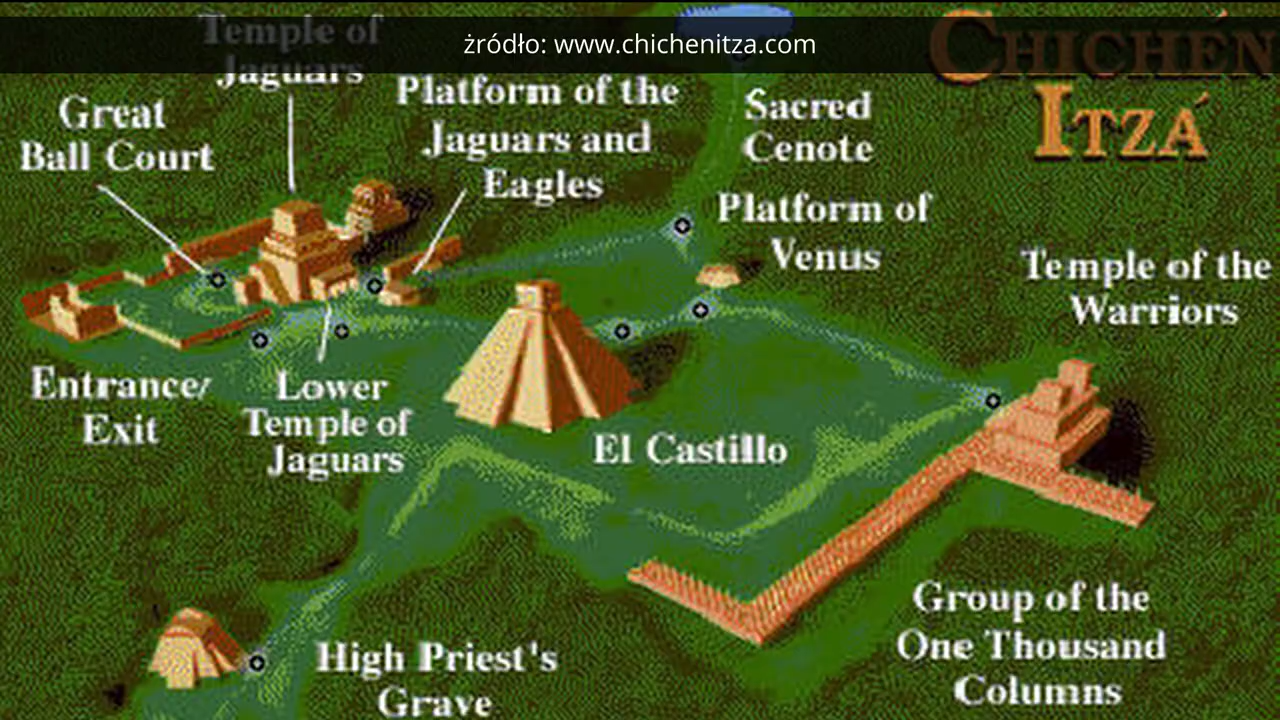 żródło: www.chichenitza.com
CHICHÉN
ITZÁ
Temple of
Jaguars
Great
Ball Court
Platform of the
Jaguars and
Eagles
Sacred
Cenote
Platform of
Venus
Temple of the
Warriors
Entrance/
Exit
Lower
Temple of
Jaguars
El Castillo
High Priest's
Grave
Group of the
One Thousand
Columns